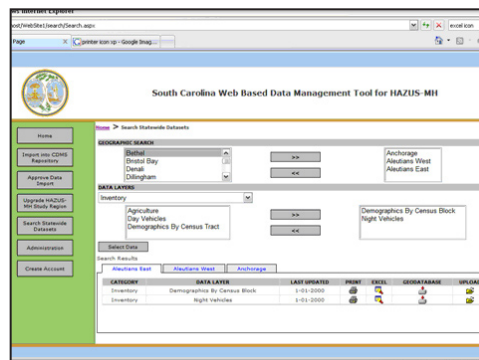 ws Internet Explorer
ost/WebSite1/search/Search.aspx
excel icon
Page
printer icon xp - Google Imag...
South Carolina Web Based Data Management Tool for HAZUS-MH
Home > Search Statewide Datasets
Home
Import into CDMS Repository
Approve Data Import
Upgrade HAZUS-MH Study Region
Search Statewide Datasets
Administration
Create Account
GEOGRAPHIC SEARCH
Bethel
Bristol Bay
Denali
Dillingham
>>
<<
Anchorage
Aleutians West
Aleutians East
DATA LAYERS
Inventory
Agriculture
Day Vehicles
Demographics By Census Tract
>>
<<
Demographics By Census Block
Night Vehicles
Select Data
Search Results
Aleutians East Aleutians West Anchorage
CATEGORY DATA LAYER LAST UPDATED PRINT EXCEL GEODATABASE UPLOA
Inventory Demographics By Census Block 1-01-2000
Inventory Night Vehicles 1-01-2000